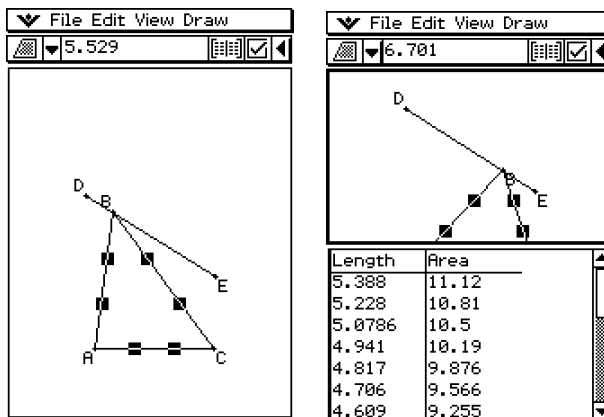 File Edit View Draw
5.529
D
B
E
A
C
File Edit View Draw
6.701
D
B
E
Length Area
5.388 11.12
5.228 10.81
5.0786 10.5
4.941 10.19
4.817 9.876
4.706 9.566
4.609 9.255